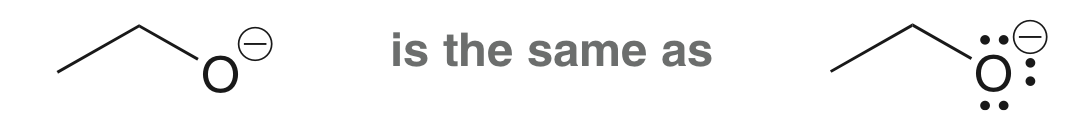 O⊖ is the same as O⊖